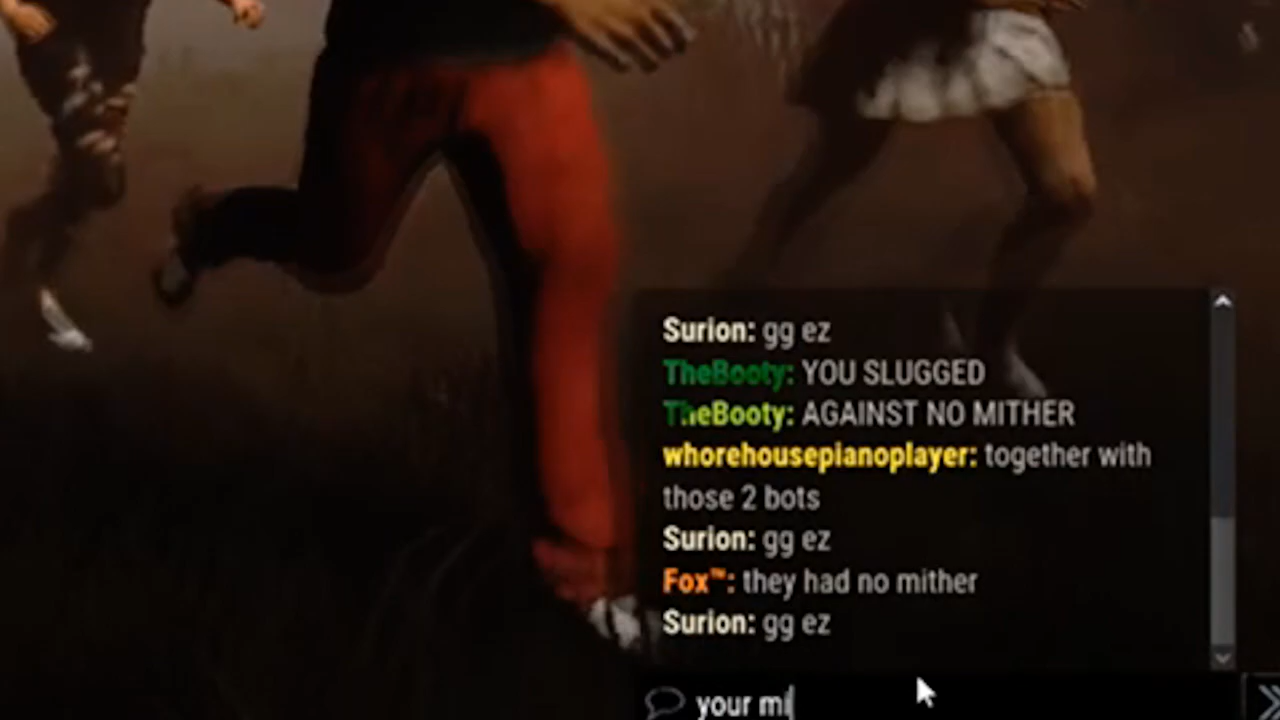 Surion: gg ez
TheBooty: YOU SLUGGED
TheBooty: AGAINST NO MITHER
whorehousepianoplayer: together with
those 2 bots
Surion: gg ez
Fox™: they had no mither
Surion: gg ez
your mi